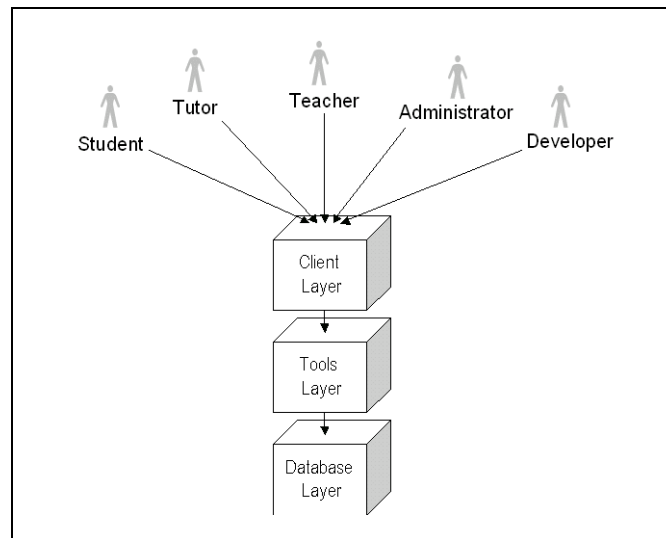 Student
Tutor
Teacher
Administrator
Developer
Client
Layer
Tools
Layer
Database
Layer